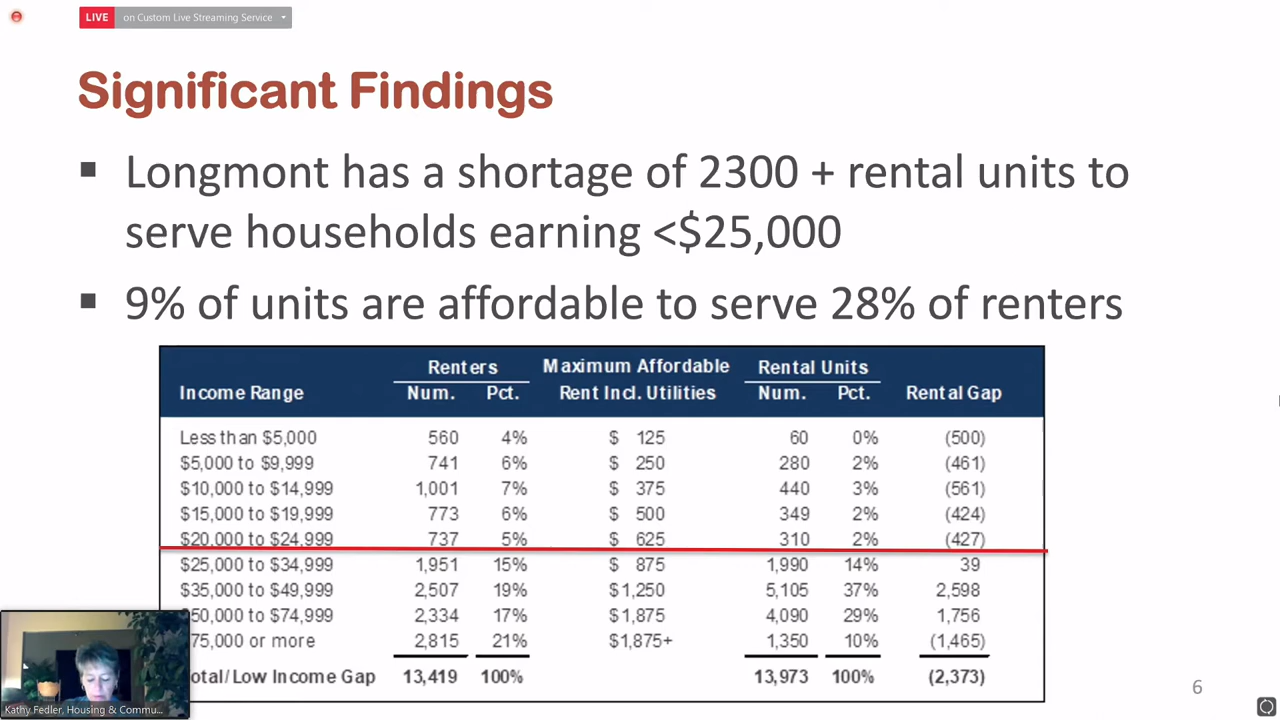 LIVE on Custom Live Streaming Service
Significant Findings
▪ Longmont has a shortage of 2300 + rental units to
serve households earning <$25,000
▪ 9% of units are affordable to serve 28% of renters
Renters Maximum Affordable Rental Units
Income Range Num. Pct. Rent Incl. Utilities Num. Pct. Rental Gap
Less than $5,000 560 4% $ 125 60 0% (500)
$5,000 to $9,999 741 6% $ 250 280 2% (461)
$10,000 to $14,999 1,001 7% $ 375 440 3% (561)
$15,000 to $19,999 773 6% $ 500 349 2% (424)
$20,000 to $24,999 737 5% $ 625 310 2% (427)
$25,000 to $34,999 1,951 15% $ 875 1,990 14% 39
$35,000 to $49,999 2,507 19% $1,250 5,105 37% 2,598
50,000 to $74,999 2,334 17% $1,875 4,090 29% 1,756
75,000 or more 2,815 21% $1,875+ 1,350 10% (1,465)
otal/Low Income Gap 13,419 100% 13,973 100% (2,373)
6
Kathy Fedler, Housing & Commu...